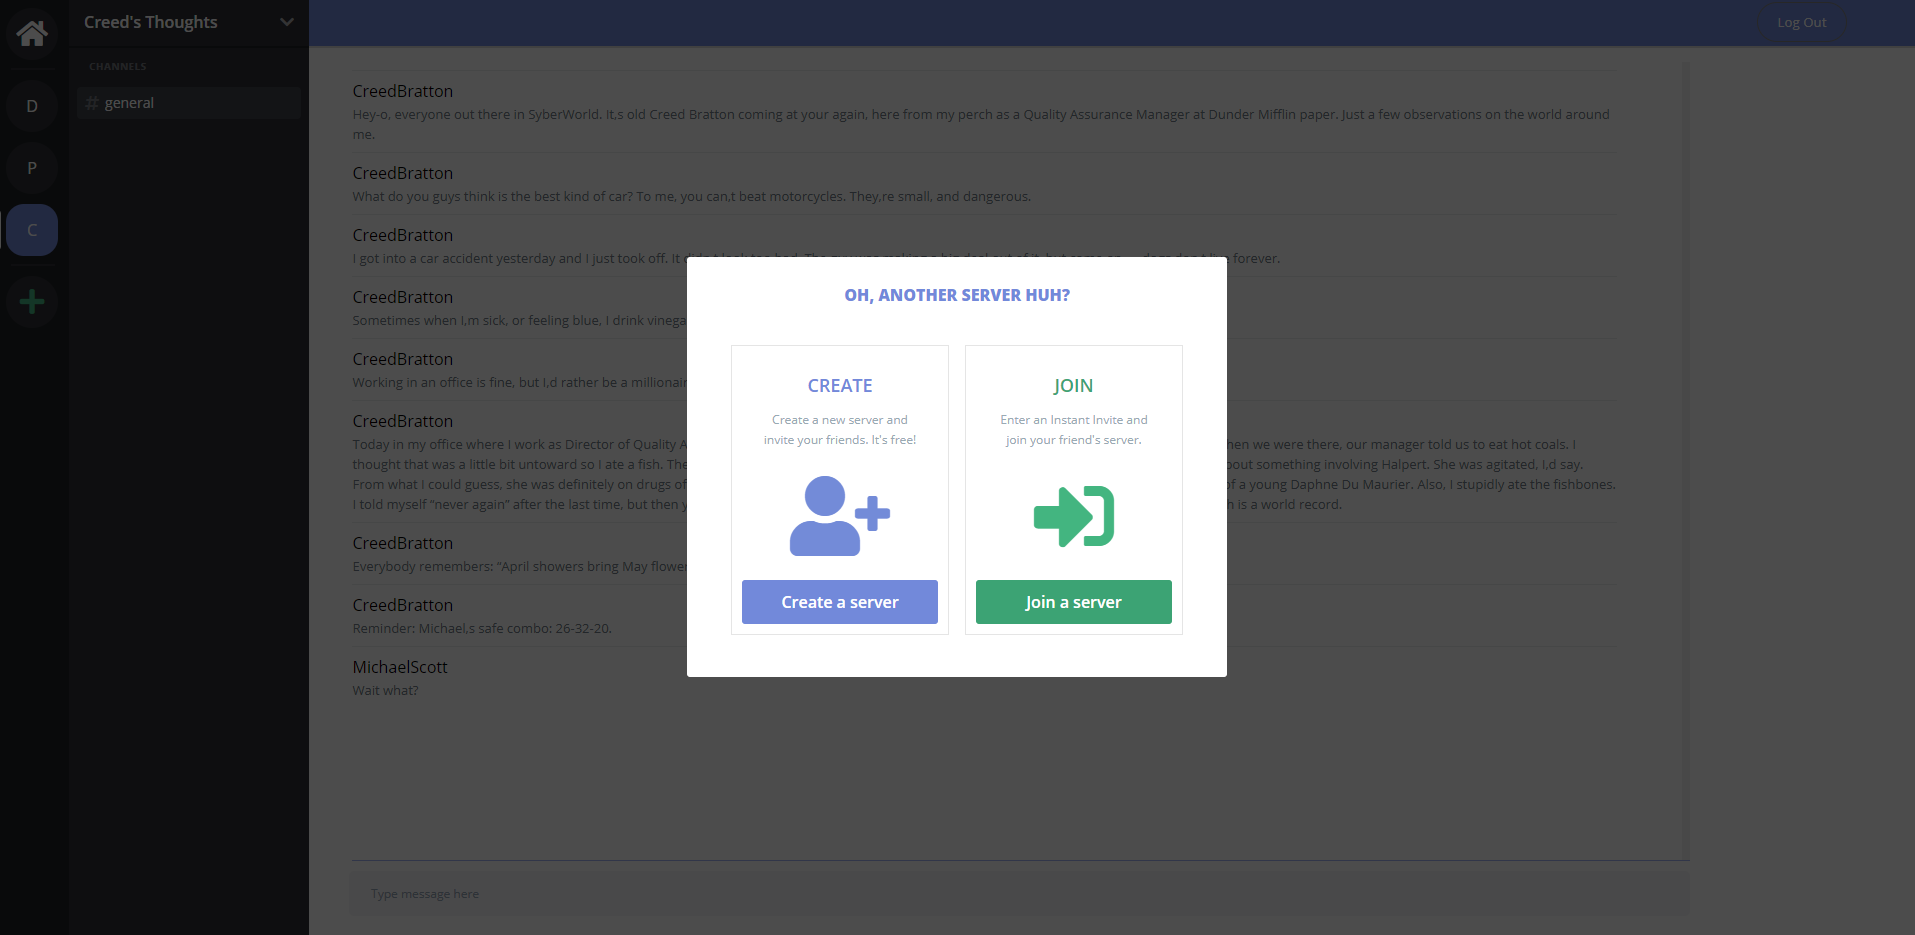 Creed's Thoughts
Log Out
CHANNELS
# general
D
P
C
CreedBratton
Hey-o, everyone out there in SyberWorld. It,s old Creed Bratton coming at your again, here from my perch as a Quality Assurance Manager at Dunder Mifflin paper. Just a few observations on the world around
me.
CreedBratton
What do you guys think is the best kind of car? To me, you can,t beat motorcycles. They,re small, and dangerous.
CreedBratton
I got into a car accident yesterday and I just took off. It forever.
CreedBratton
Sometimes when I,m sick, or feeling blue, I drink vinega
CreedBratton
Working in an office is fine, but I,d rather be a millionair
CreedBratton
Today in my office where I work as Director of Quality A hen we were there, our manager told us to eat hot coals. I
thought that was a little bit untoward so I ate a fish. The bout something involving Halpert. She was agitated, I,d say.
From what I could guess, she was definitely on drugs of of a young Daphne Du Maurier. Also, I stupidly ate the fishbones.
I told myself “never again” after the last time, but then y h is a world record.
CreedBratton
Everybody remembers: “April showers bring May flower
CreedBratton
Reminder: Michael,s safe combo: 26-32-20.
MichaelScott
Wait what?
Type message here
OH, ANOTHER SERVER HUH?
CREATE
Create a new server and
invite your friends. It's free!
Create a server
JOIN
Enter an Instant Invite and
join your friend's server.
Join a server